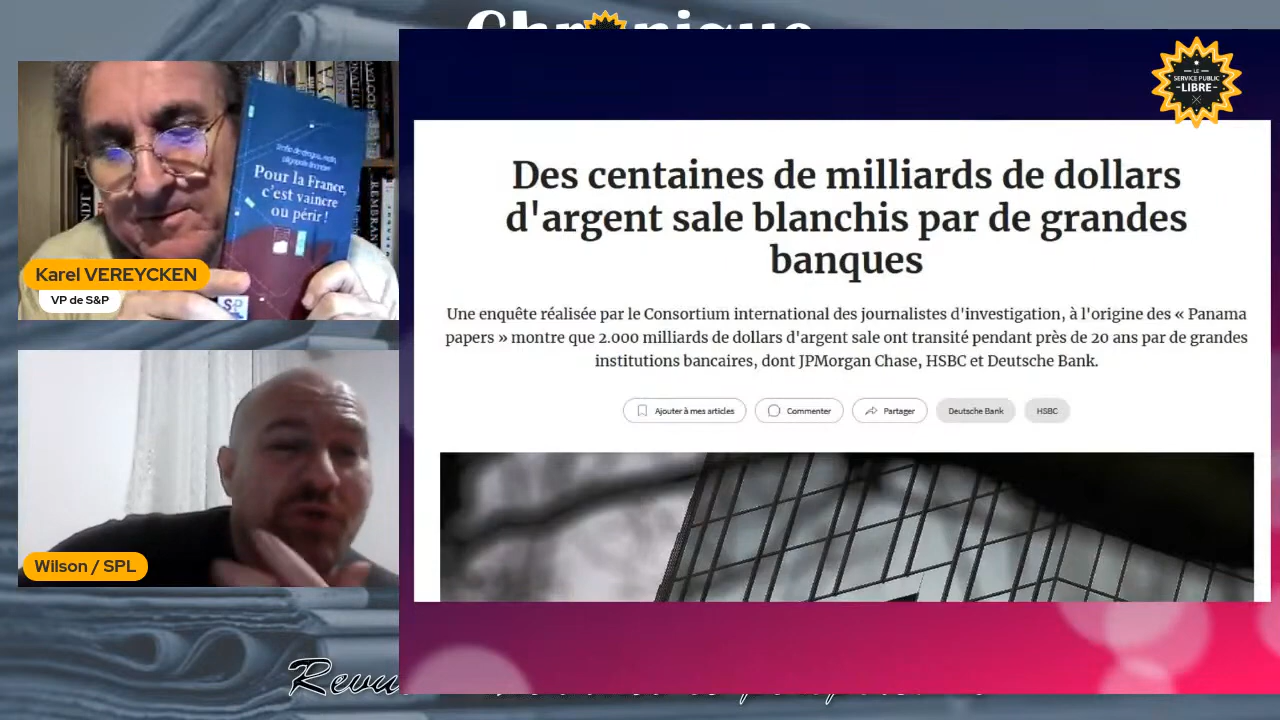 Chronique
LE
SERVICE PUBLIC
LIBRE
Pour la France,
c'est vaincre
ou périr !
S&P
REMBRAN
Karel VEREYCKEN
VP de S&P
Wilson / SPL
Des centaines de milliards de dollars
d'argent sale blanchis par de grandes
banques
Une enquête réalisée par le Consortium international des journalistes d'investigation, à l'origine des « Panama
papers » montre que 2.000 milliards de dollars d'argent sale ont transité pendant près de 20 ans par de grandes
institutions bancaires, dont JPMorgan Chase, HSBC et Deutsche Bank.
Ajouter à mes articles
Commenter
Partager
Deutsche Bank
HSBC
Revu